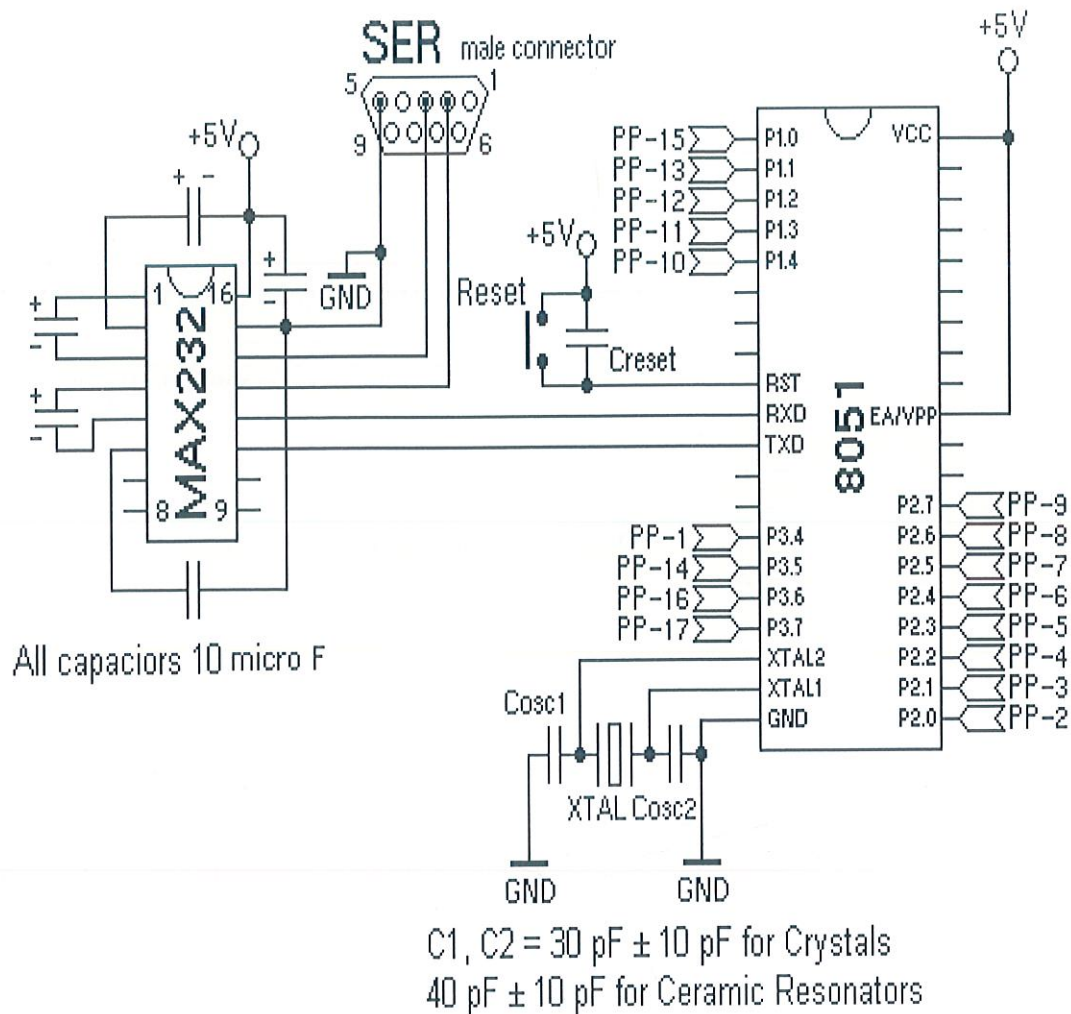 SER male connector
5
1
9
6
+5V
+ -
+
-
GND
1
16
MAX232
8
9
+
-
+
-
All capaciors 10 micro F
+5V
Reset
Creset
+5V
8051
PP-15
P1.0
PP-13
P1.1
PP-12
P1.2
PP-11
P1.3
PP-10
P1.4
RST
RXD
TXD
PP-1
P3.4
PP-14
P3.5
PP-16
P3.6
PP-17
P3.7
XTAL2
XTAL1
GND
VCC
EA/VPP
P2.7
PP-9
P2.6
PP-8
P2.5
PP-7
P2.4
PP-6
P2.3
PP-5
P2.2
PP-4
P2.1
PP-3
P2.0
PP-2
Cosc1
XTAL
Cosc2
GND
GND
C1, C2 = 30 pF ± 10 pF for Crystals
40 pF ± 10 pF for Ceramic Resonators